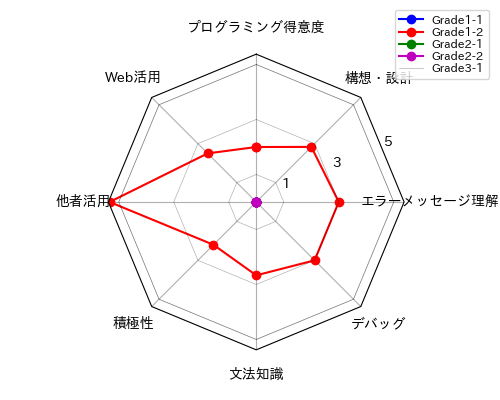 プログラミング得意度
Grade1-1
Grade1-2
Grade2-1
Grade2-2
Grade3-1
Web活用
構想・設計
5
3
1
他者活用
エラーメッセージ理解
積極性
デバッグ
文法知識